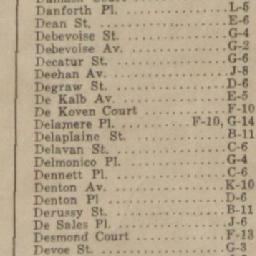 Danforth Pl. L-5
Dean St. E-6
Debevoise St. G-4
Debevoise Av. G-2
Decatur St. G-6
Deehan Av. J-8
Degraw St. D-6
De Kalb Av. E-5
De Koven Court F-10
Delamere Pl. F-10, G-14
Delaplaine St. B-11
Delavan St. C-6
Delmonico Pl. G-4
Dennett Pl. C-6
Denton Av. K-10
Denton Pl D-6
Derussy St. B-11
De Sales Pl. J-6
Desmond Court F-13
Devoe St. G-3